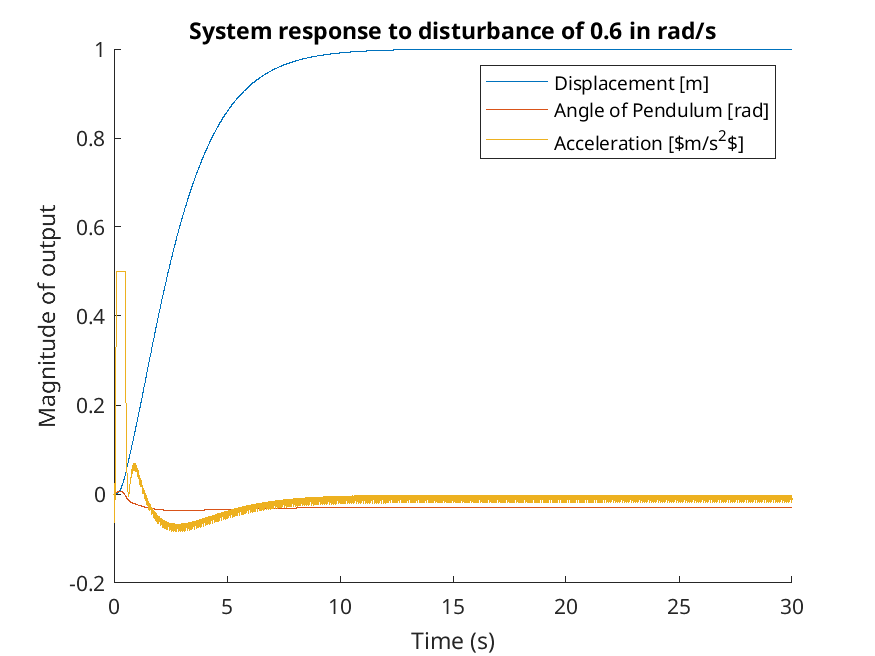 System response to disturbance of 0.6 in rad/s
1
0.8
0.6
0.4
0.2
0
-0.2
Magnitude of output
Displacement [m]
Angle of Pendulum [rad]
Acceleration [$m/s²$]
0 5 10 15 20 25 30
Time (s)